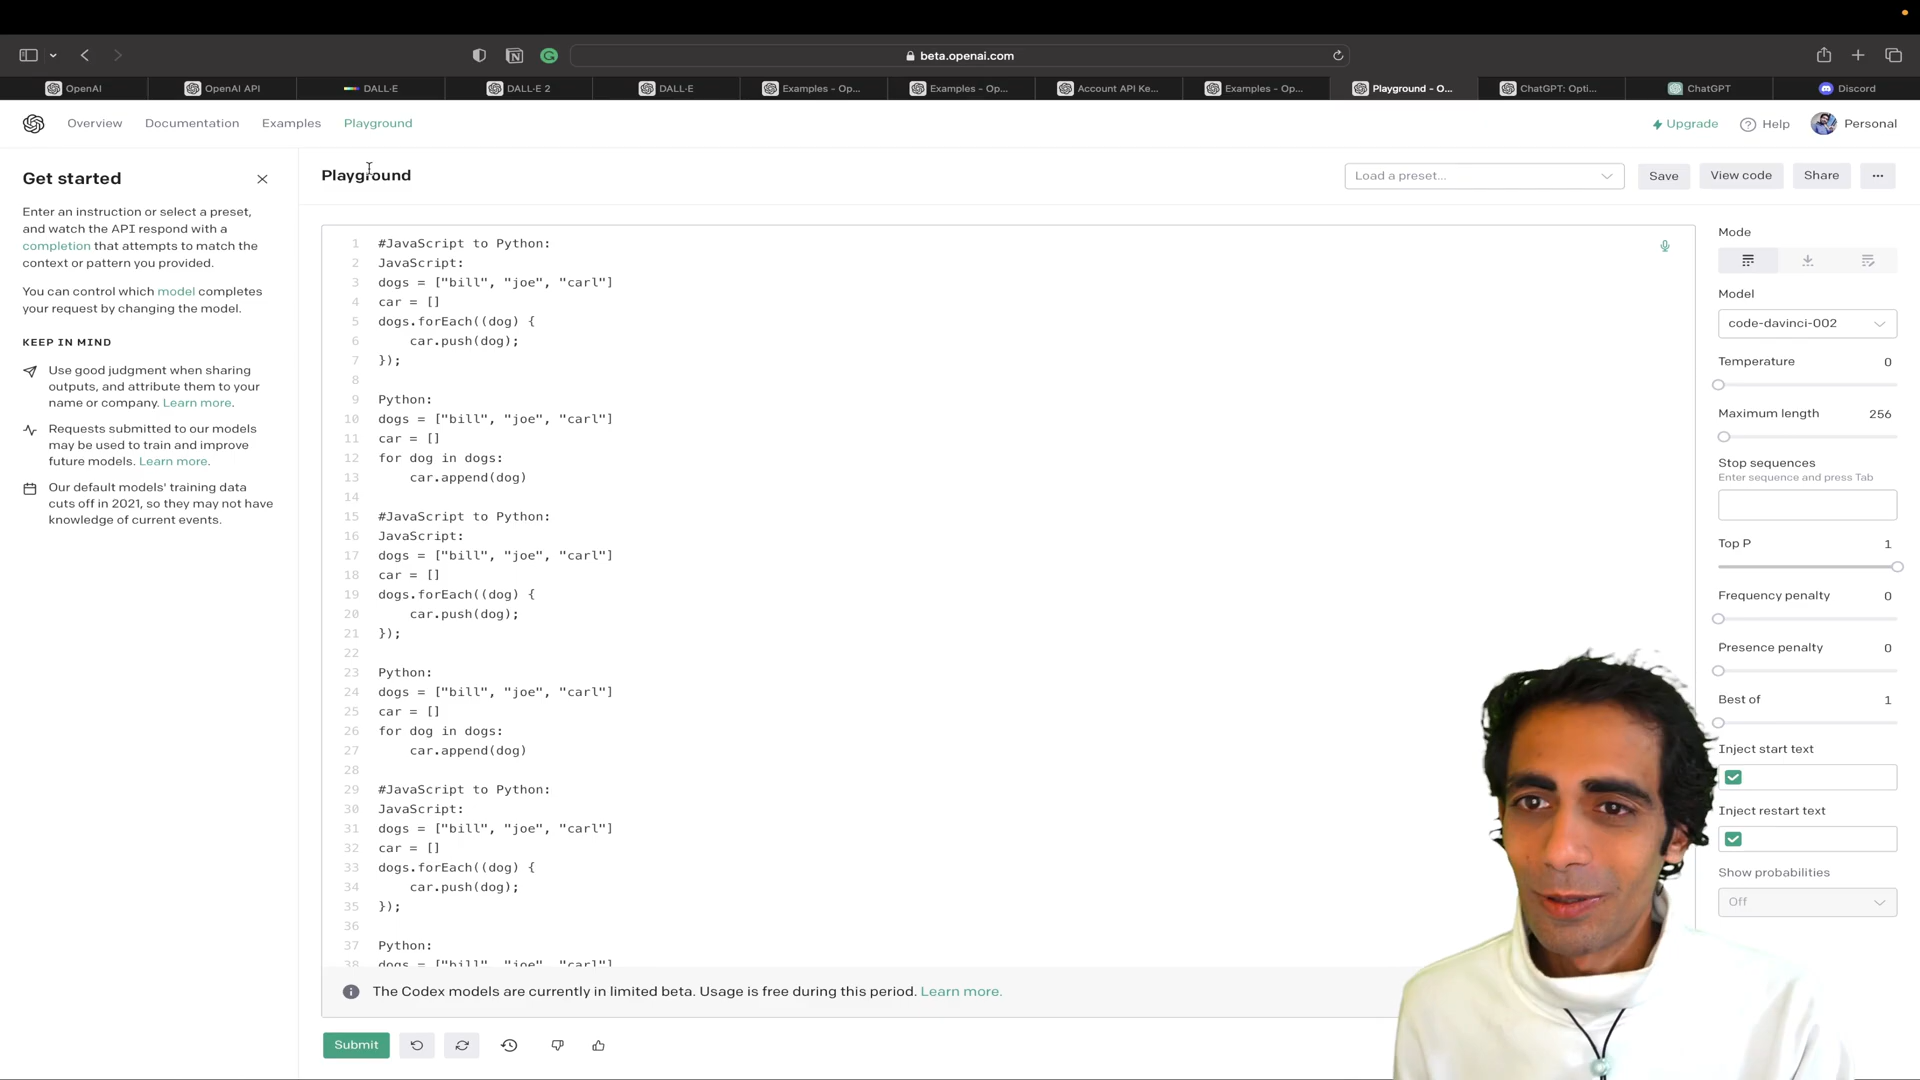 beta.openai.com
OpenAI
OpenAI API
DALL·E
DALL·E 2
DALL·E
Examples - Op...
Examples - Op...
Account API Ke...
Examples - Op...
Playground - O...
ChatGPT: Opti...
ChatGPT
Discord
Overview
Documentation
Examples
Playground
Upgrade
Help
Personal
Get started
Enter an instruction or select a preset,
and watch the API respond with a
completion that attempts to match the
context or pattern you provided.
You can control which model completes
your request by changing the model.
KEEP IN MIND
Use good judgment when sharing
outputs, and attribute them to your
name or company. Learn more.
Requests submitted to our models
may be used to train and improve
future models. Learn more.
Our default models' training data
cuts off in 2021, so they may not have
knowledge of current events.
Playground
Load a preset...
Save
View code
Share
1 #JavaScript to Python:
2 JavaScript:
3 dogs = ["bill", "joe", "carl"]
4 car = []
5 dogs.forEach((dog) {
6 car.push(dog);
7 });
8
9 Python:
10 dogs = ["bill", "joe", "carl"]
11 car = []
12 for dog in dogs:
13 car.append(dog)
14
15 #JavaScript to Python:
16 JavaScript:
17 dogs = ["bill", "joe", "carl"]
18 car = []
19 dogs.forEach((dog) {
20 car.push(dog);
21 });
22
23 Python:
24 dogs = ["bill", "joe", "carl"]
25 car = []
26 for dog in dogs:
27 car.append(dog)
28
29 #JavaScript to Python:
30 JavaScript:
31 dogs = ["bill", "joe", "carl"]
32 car = []
33 dogs.forEach((dog) {
34 car.push(dog);
35 });
36
37 Python:
38 dogs = ["bill", "joe", "carl"]
The Codex models are currently in limited beta. Usage is free during this period. Learn more.
Submit
Mode
Model
code-davinci-002
Temperature 0
Maximum length 256
Stop sequences
Enter sequence and press Tab
Top P 1
Frequency penalty 0
Presence penalty 0
Best of 1
Inject start text
Inject restart text
Show probabilities
Off